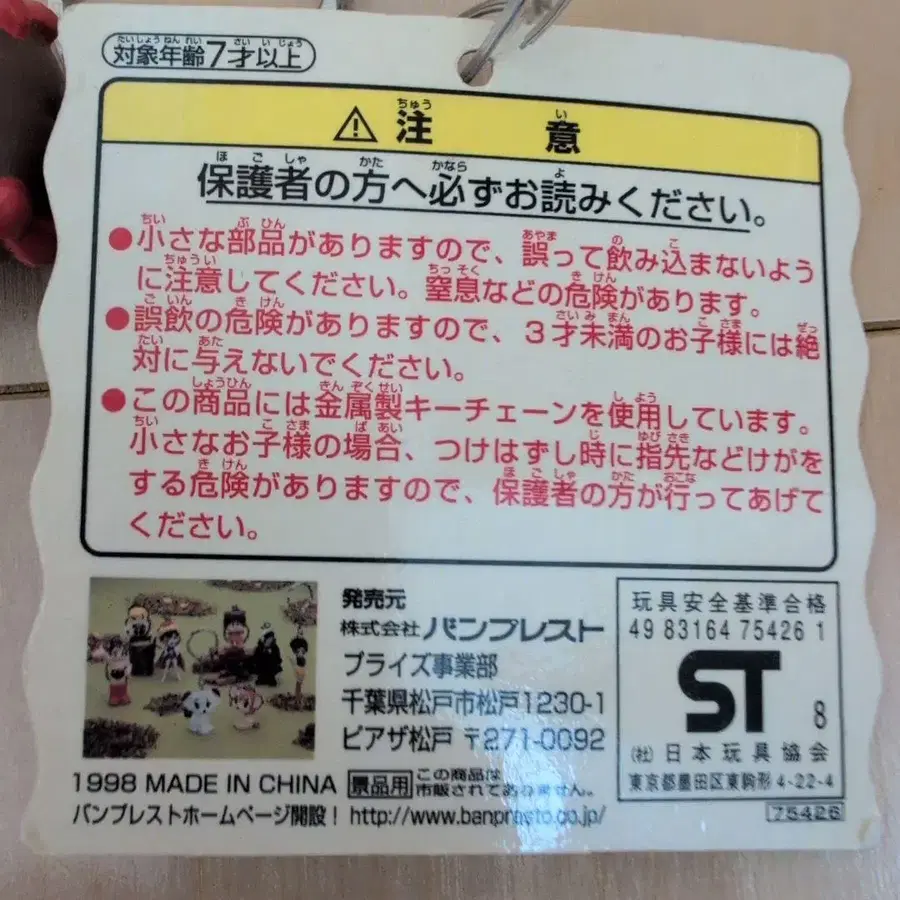 対象年齢7才以上
⚠注意
保護者の方へ必ずお読みください。
●小さな部品がありますので、誤って飲み込まないよう
に注意してください。窒息などの危険があります。
●誤飲の危険がありますので、3才未満のお子様には絶
対に与えないでください。
●この商品には金属製キーチェーンを使用しています。
小さなお子様の場合、つけはずし時に指先などけがを
する危険がありますので、保護者の方が行ってあげて
ください。
発売元
株式会社バンプレスト
プライズ事業部
千葉県松戸市松戸1230-1
ピアザ松戸 〒271-0092
玩具安全基準合格
49 83164 75426 1
ST 8
(社)日本玩具協会
東京都墨田区東駒形4-22-4
75426
1998 MADE IN CHINA 景品用 この商品は
市販されてありません。
バンプレストホームページ開設! http://www.banpresto.co.jp/